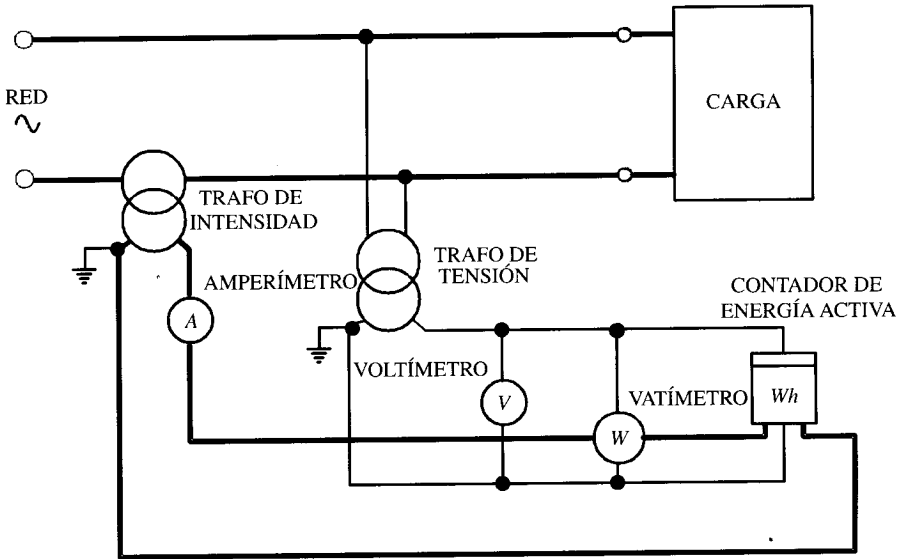 RED
CARGA
TRAFO DE
INTENSIDAD
TRAFO DE
TENSIÓN
AMPERÍMETRO
A
CONTADOR DE
ENERGÍA ACTIVA
VOLTÍMETRO
V
VATÍMETRO
W
Wh